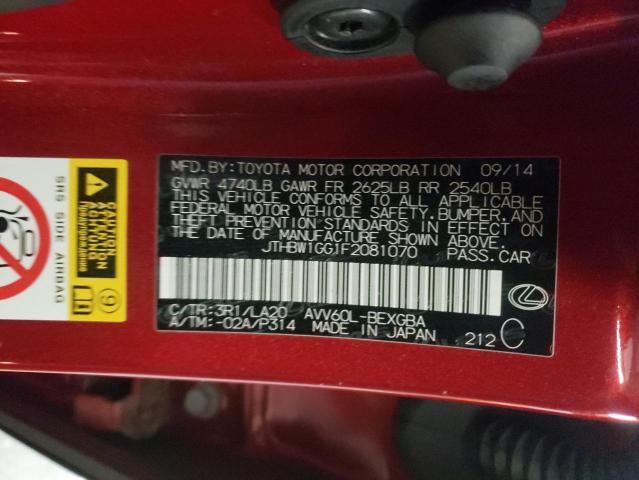 MFD.BY:TOYOTA MOTOR CORPORATION 09/14
GVWR 4740LB GAWR FR 2625LB RR 2540LB
THIS VEHICLE CONFORMS TO ALL APPLICABLE
FEDERAL MOTOR VEHICLE SAFETY,BUMPER,AND
THEFT PREVENTION STANDARDS IN EFFECT ON
THE DATE OF MANUFACTURE SHOWN ABOVE.
JTHBW1GG1F2081070 PASS.CAR
C/TR:3R1/LA20 AVV60L-BEXGBA
A/TM:-02A/P314 MADE IN JAPAN 212 C
SRS SIDE AIRBAG
CAUTION
9